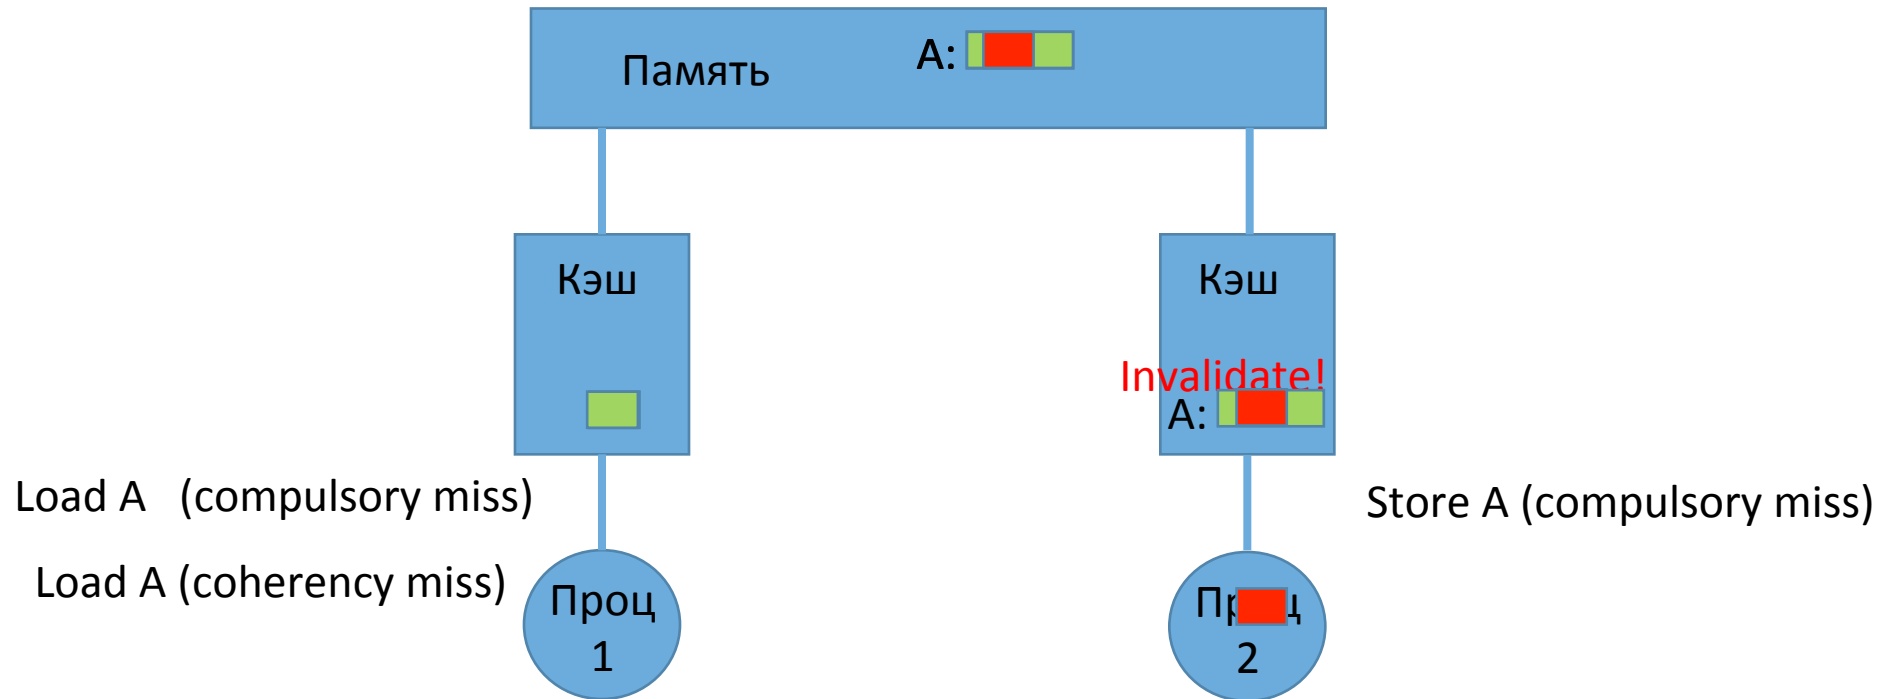 Память
A:
Кэш
Кэш
Invalidate!
A:
Load A (compulsory miss)
Store A (compulsory miss)
Load A (coherency miss)
Проц
1
2